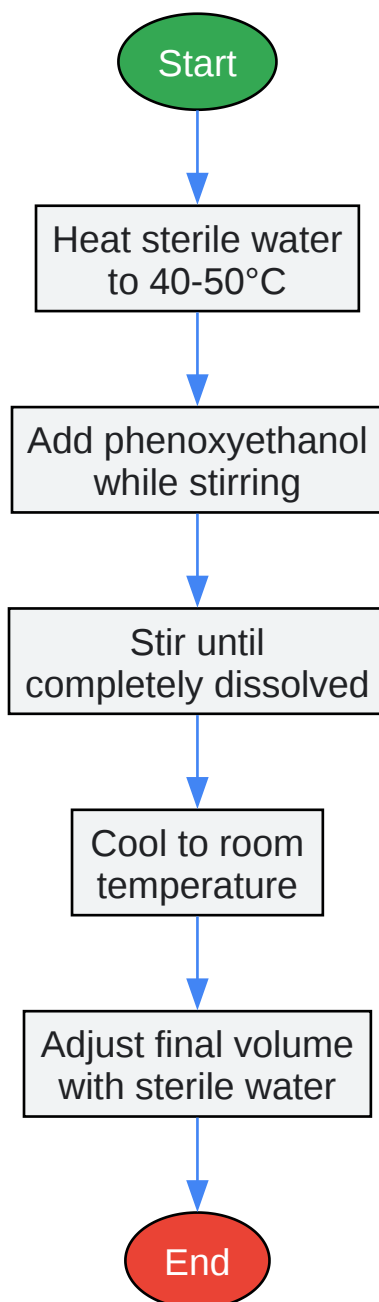 Start
Heat sterile water
to 40-50°C
Add phenoxyethanol
while stirring
Stir until
completely dissolved
Cool to room
temperature
Adjust final volume
with sterile water
End